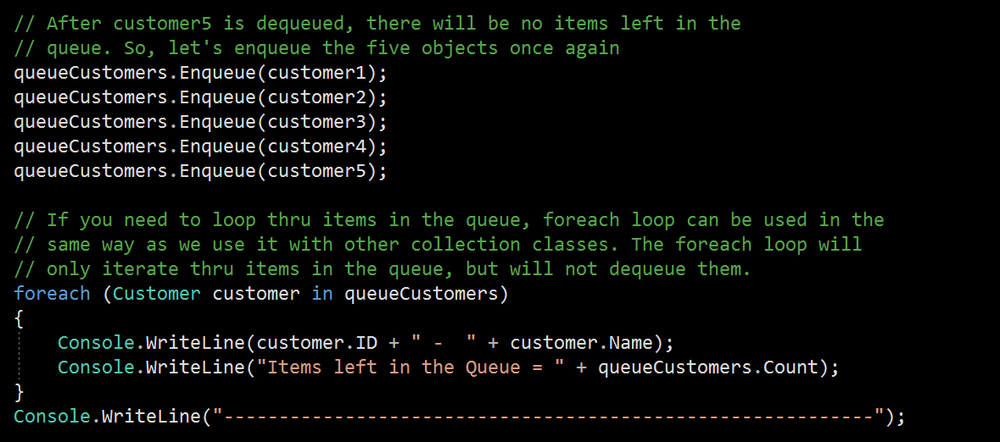 // After customer5 is dequeued, there will be no items left in the
// queue. So, let's enqueue the five objects once again
queueCustomers.Enqueue(customer1);
queueCustomers.Enqueue(customer2);
queueCustomers.Enqueue(customer3);
queueCustomers.Enqueue(customer4);
queueCustomers.Enqueue(customer5);

// If you need to loop thru items in the queue, foreach loop can be used in the
// same way as we use it with other collection classes. The foreach loop will
// only iterate thru items in the queue, but will not dequeue them.
foreach (Customer customer in queueCustomers)
{
    Console.WriteLine(customer.ID + " -  " + customer.Name);
    Console.WriteLine("Items left in the Queue = " + queueCustomers.Count);
}
Console.WriteLine("-----------------------------------------------------------");